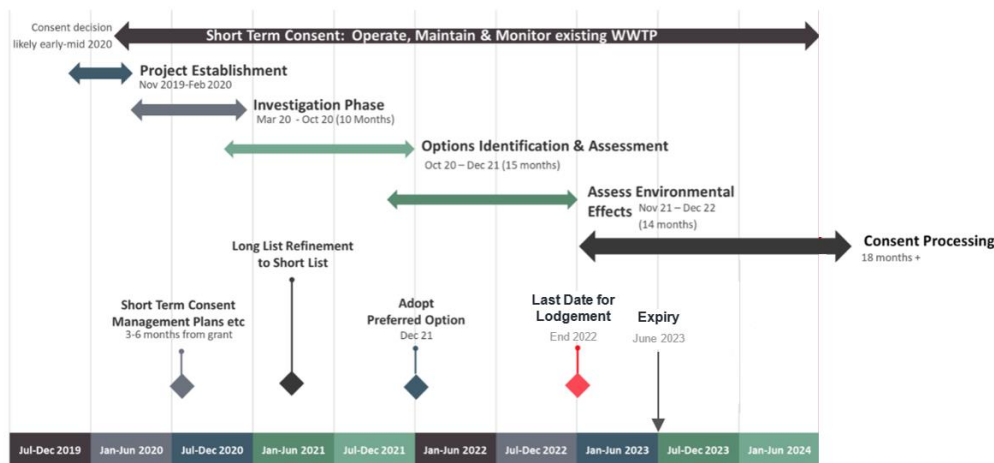 Consent decision
likely early-mid 2020
Short Term Consent: Operate, Maintain & Monitor existing WWTP
Project Establishment
Nov 2019-Feb 2020
Investigation Phase
Mar 20 - Oct 20 (10 Months)
Options Identification & Assessment
Oct 20 – Dec 21 (15 months)
Assess Environmental
Effects
Nov 21 – Dec 22
(14 months)
Consent Processing
18 months +
Long List Refinement
to Short List
Short Term Consent
Management Plans etc
3-6 months from grant
Adopt
Preferred Option
Dec 21
Last Date for
Lodgement
End 2022
Expiry
June 2023
Jul-Dec 2019
Jan-Jun 2020
Jul-Dec 2020
Jan-Jun 2021
Jul-Dec 2021
Jan-Jun 2022
Jul-Dec 2022
Jan-Jun 2023
Jul-Dec 2023
Jan-Jun 2024